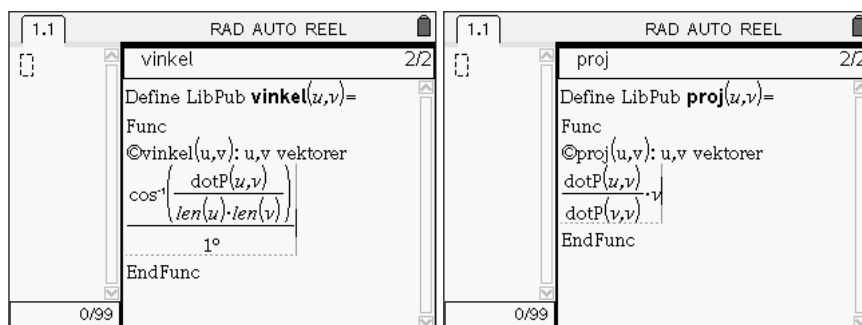 1.1 RAD AUTO REEL
vinkel 2/2
Define LibPub vinkel(u,v)=
Func
©vinkel(u,v): u,v vektorer
cos⁻¹(dotP(u,v)
len(u)·len(v))
1°
EndFunc
0/99
1.1 RAD AUTO REEL
proj 2/2
Define LibPub proj(u,v)=
Func
©proj(u,v): u,v vektorer
dotP(u,v)
dotP(v,v)·v
EndFunc
0/99